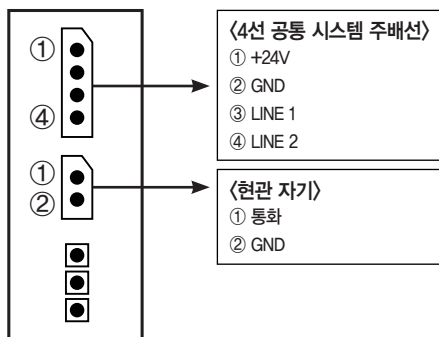 ①
④
①
②
〈4선 공통 시스템 주배선〉
① +24V
② GND
③ LINE 1
④ LINE 2
〈현관 자기〉
① 통화
② GND